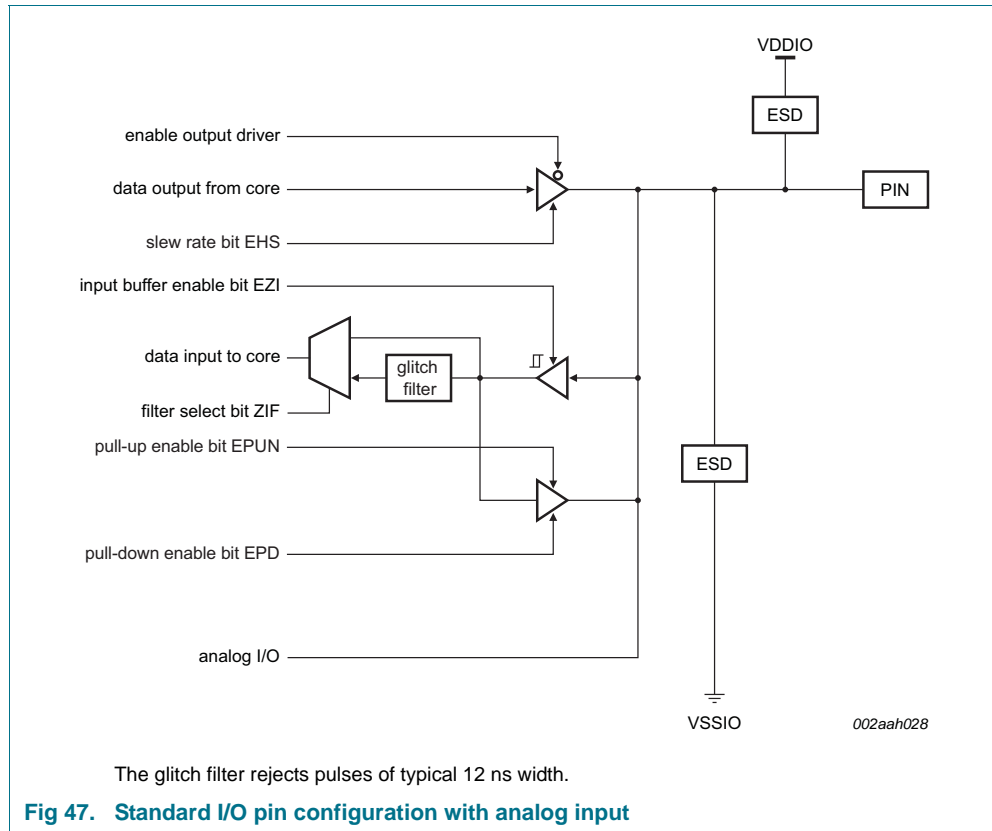 VDDIO
ESD
enable output driver
data output from core
PIN
slew rate bit EHS
input buffer enable bit EZI
data input to core
glitch
filter
filter select bit ZIF
pull-up enable bit EPUN
ESD
pull-down enable bit EPD
analog I/O
VSSIO
002aah028
The glitch filter rejects pulses of typical 12 ns width.
Fig 47. Standard I/O pin configuration with analog input